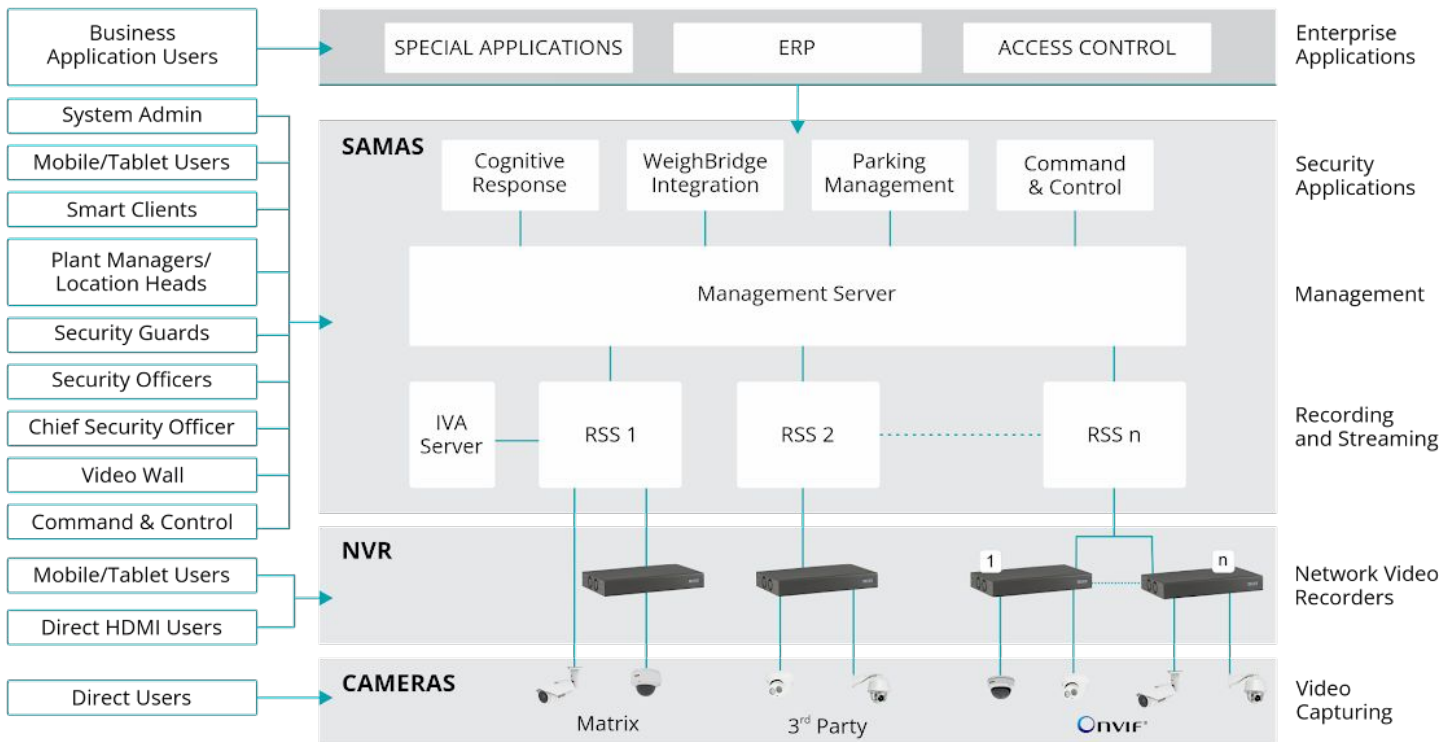 Business
Application Users
SPECIAL APPLICATIONS
ERP
ACCESS CONTROL
Enterprise
Applications
System Admin
Mobile/Tablet Users
Smart Clients
Plant Managers/
Location Heads
Security Guards
Security Officers
Chief Security Officer
Video Wall
Command & Control
SAMAS
Cognitive
Response
WeighBridge
Integration
Parking
Management
Command
& Control
Security
Applications
Management Server
Management
IVA
Server
RSS 1
RSS 2
RSS n
Recording
and Streaming
Mobile/Tablet Users
Direct HDMI Users
NVR
1
n
Network Video
Recorders
Direct Users
CAMERAS
Matrix
3rd Party
ONVIF
Video
Capturing